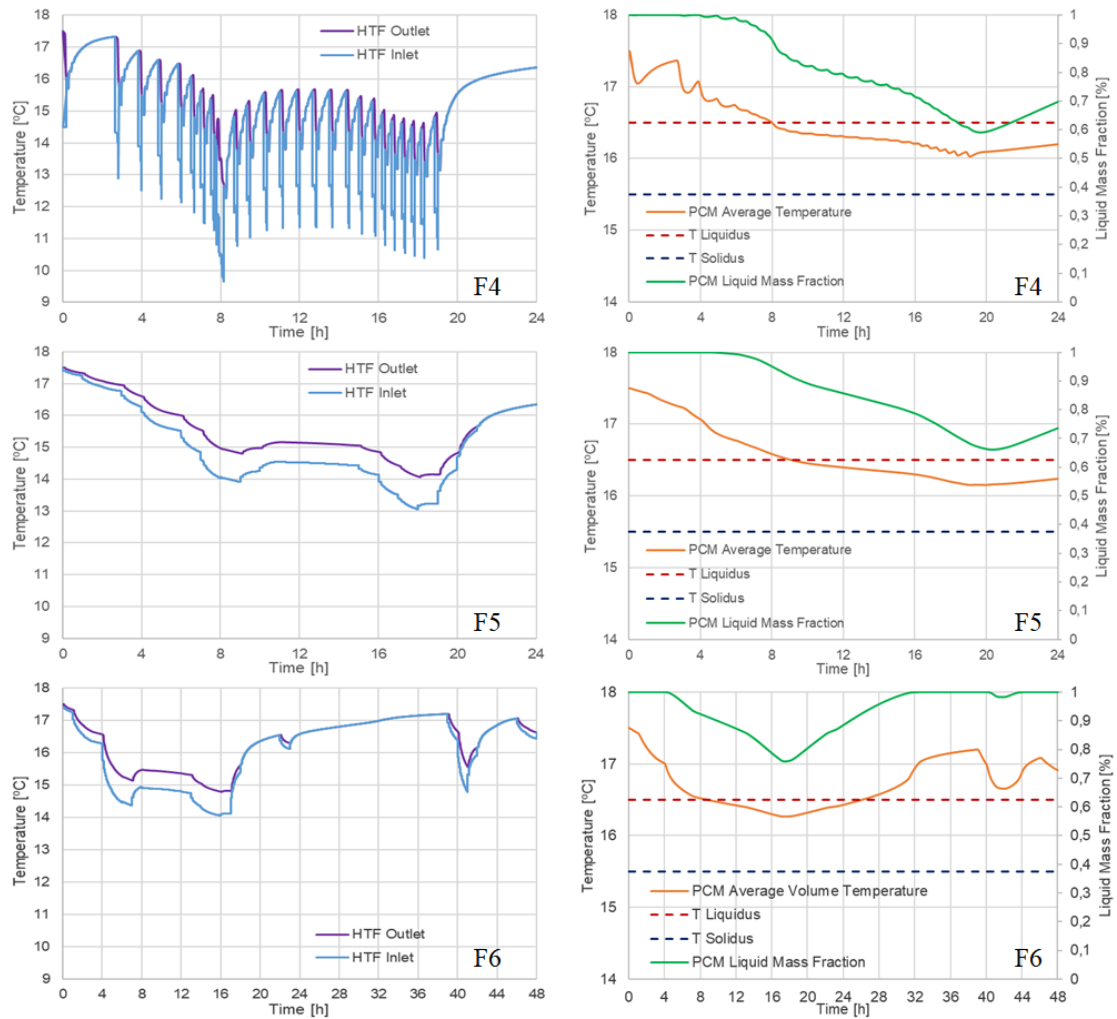 18
17
16
15
14
13
12
11
10
9
Temperature [ºC]
HTF Outlet
HTF Inlet
F4
0 4 8 12 16 20 24
Time [h]
18
17
16
15
14
Temperature [ºC]
1
0,9
0,8
0,7
0,6
0,5
0,4
0,3
0,2
0,1
0
Liquid Mass Fraction [%]
PCM Average Temperature
T Liquidus
T Solidus
PCM Liquid Mass Fraction
F4
0 4 8 12 16 20 24
Time [h]
18
17
16
15
14
13
12
11
10
9
Temperature [ºC]
HTF Outlet
HTF Inlet
F5
0 4 8 12 16 20 24
Time [h]
18
17
16
15
14
Temperature [ºC]
1
0,9
0,8
0,7
0,6
0,5
0,4
0,3
0,2
0,1
0
Liquid Mass Fraction [%]
PCM Average Temperature
T Liquidus
T Solidus
PCM Liquid Mass Fraction
F5
0 4 8 12 16 20 24
Time [h]
18
17
16
15
14
13
12
11
10
9
Temperature [ºC]
HTF Outlet
HTF Inlet
F6
0 4 8 12 16 20 24 28 32 36 40 44 48
Time [h]
18
17
16
15
14
Temperature [ºC]
1
0,9
0,8
0,7
0,6
0,5
0,4
0,3
0,2
0,1
0
Liquid Mass Fraction [%]
PCM Average Volume Temperature
T Liquidus
T Solidus
PCM Liquid Mass Fraction
F6
0 4 8 12 16 20 24 28 32 36 40 44 48
Time [h]